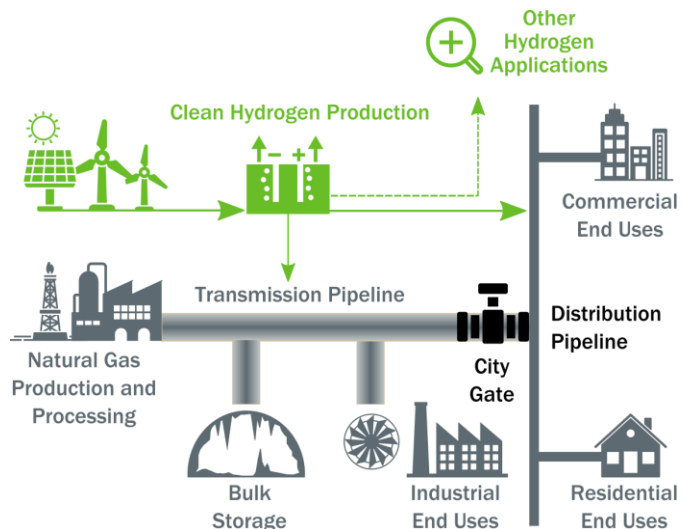 Other
Hydrogen
Applications
Clean Hydrogen Production
− +
Commercial
End Uses
Transmission Pipeline
Distribution
Pipeline
Natural Gas
Production and
Processing
City
Gate
Bulk
Storage
Industrial
End Uses
Residential
End Uses